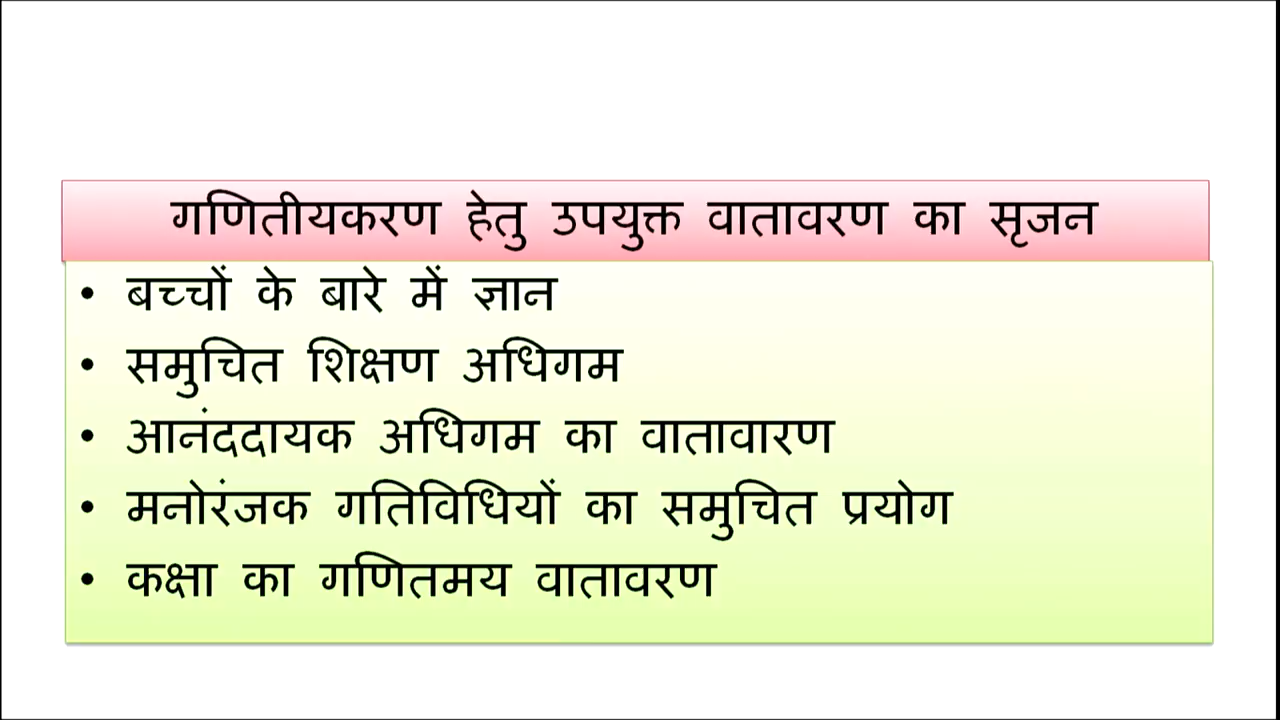 गणितीयकरण हेतु उपयुक्त वातावरण का सृजन
• बच्चों के बारे में ज्ञान
• समुचित शिक्षण अधिगम
• आनंददायक अधिगम का वातावारण
• मनोरंजक गतिविधियों का समुचित प्रयोग
• कक्षा का गणितमय वातावरण